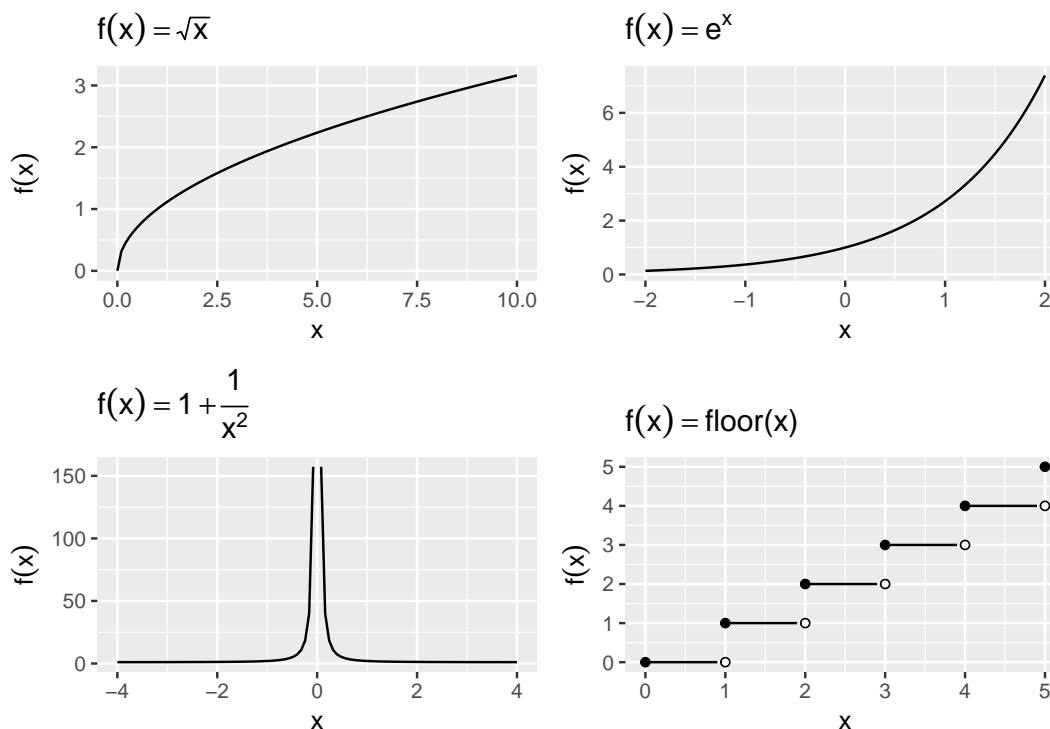 f(x) = √x
f(x)
3
2
1
0
0.0 2.5 5.0 7.5 10.0
x
f(x) = eˣ
f(x)
6
4
2
0
−2 −1 0 1 2
x
f(x) = 1 + 1/x²
f(x)
150
100
50
0
−4 −2 0 2 4
x
f(x) = floor(x)
f(x)
5
4
3
2
1
0
0 1 2 3 4 5
x